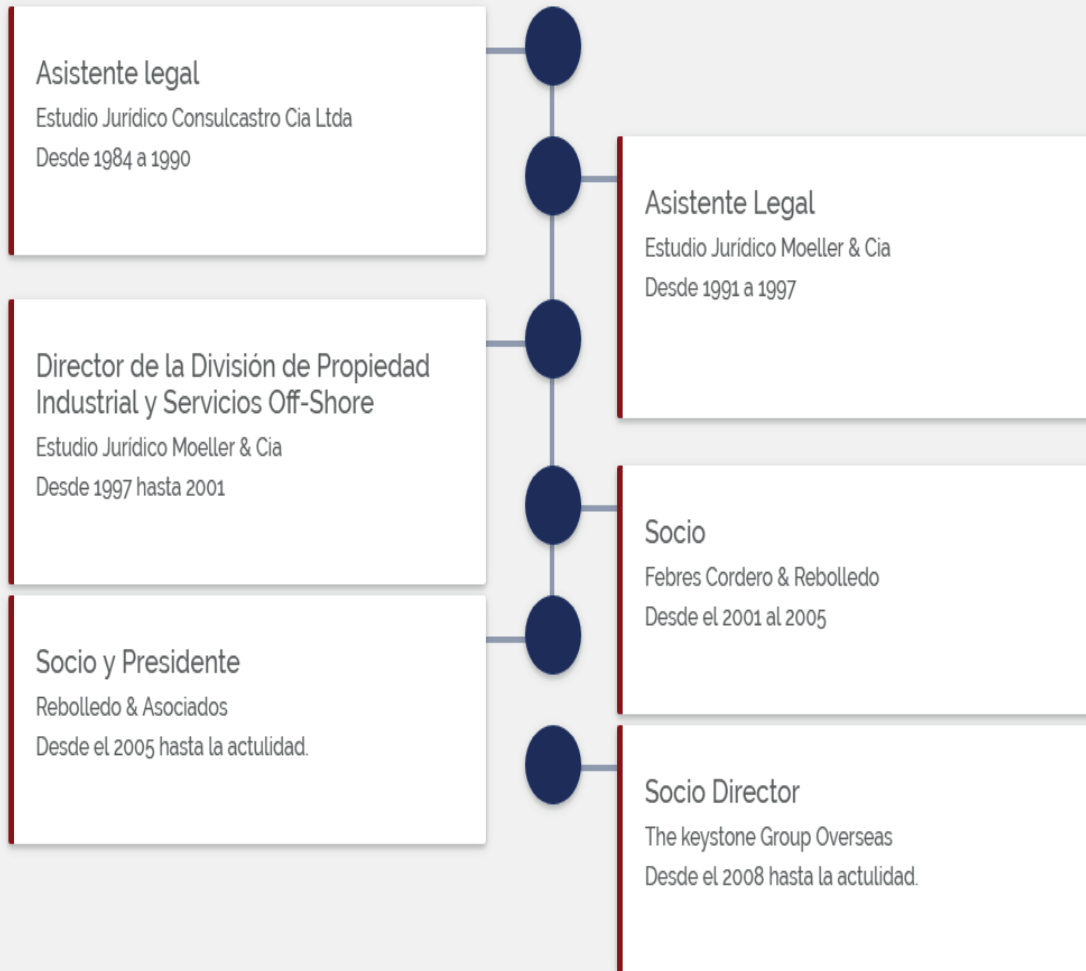 Asistente legal
Estudio Jurídico Consulcastro Cia Ltda
Desde 1984 a 1990
Asistente Legal
Estudio Jurídico Moeller & Cia
Desde 1991 a 1997
Director de la División de Propiedad
Industrial y Servicios Off-Shore
Estudio Jurídico Moeller & Cia
Desde 1997 hasta 2001
Socio
Febres Cordero & Rebolledo
Desde el 2001 al 2005
Socio y Presidente
Rebolledo & Asociados
Desde el 2005 hasta la actulidad.
Socio Director
The keystone Group Overseas
Desde el 2008 hasta la actulidad.